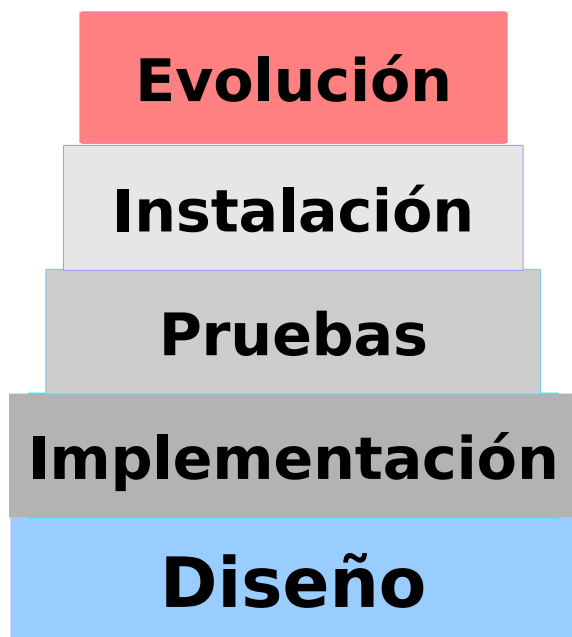 Evolución
Instalación
Pruebas
Implementación
Diseño